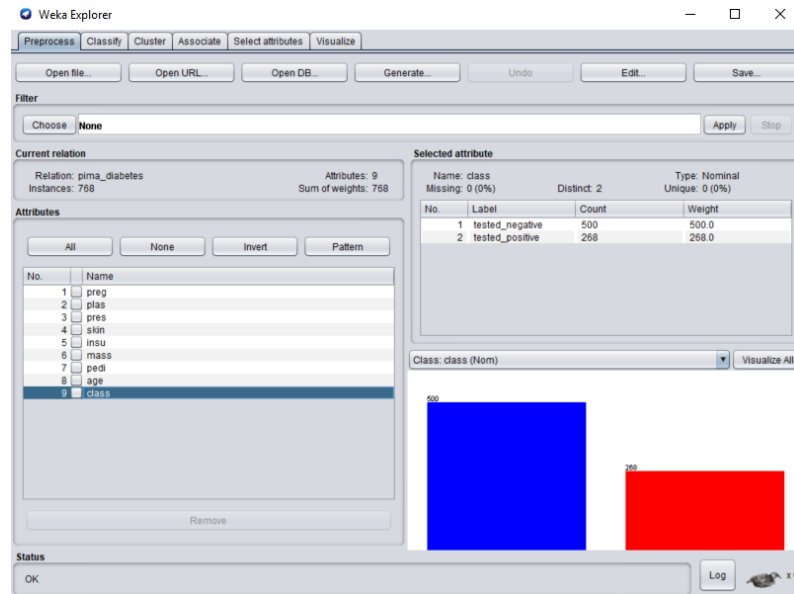 Weka Explorer
Preprocess Classify Cluster Associate Select attributes Visualize
Open file... Open URL... Open DB... Generate... Undo Edit... Save...
Filter
Choose None Apply Stop
Current relation
Relation: pima_diabetes Attributes: 9
Instances: 768 Sum of weights: 768
Selected attribute
Name: class Type: Nominal
Missing: 0 (0%) Distinct: 2 Unique: 0 (0%)
No. Label Count Weight
1 tested_negative 500 500.0
2 tested_positive 268 268.0
Attributes
All None Invert Pattern
No. Name
1 preg
2 plas
3 pres
4 skin
5 insu
6 mass
7 pedi
8 age
9 class
Remove
Class: class (Nom) Visualize All
500
268
Status
OK
Log x